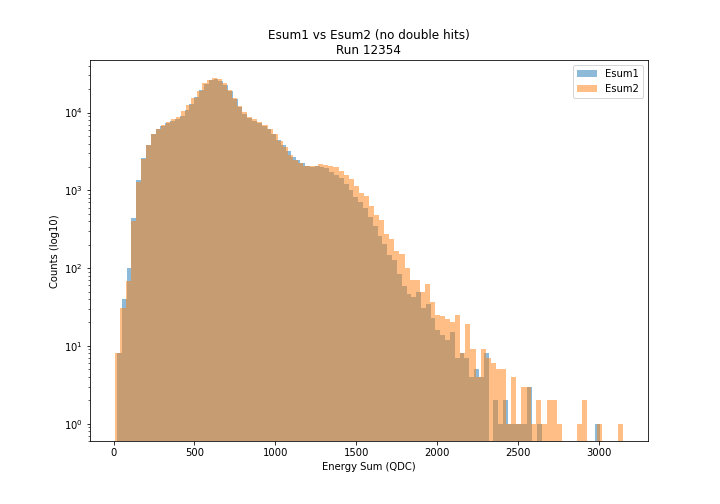 Esum1 vs Esum2 (no double hits)
Run 12354
Esum1
Esum2
10⁴
10³
10²
10¹
10⁰
Counts (log10)
0 500 1000 1500 2000 2500 3000
Energy Sum (QDC)